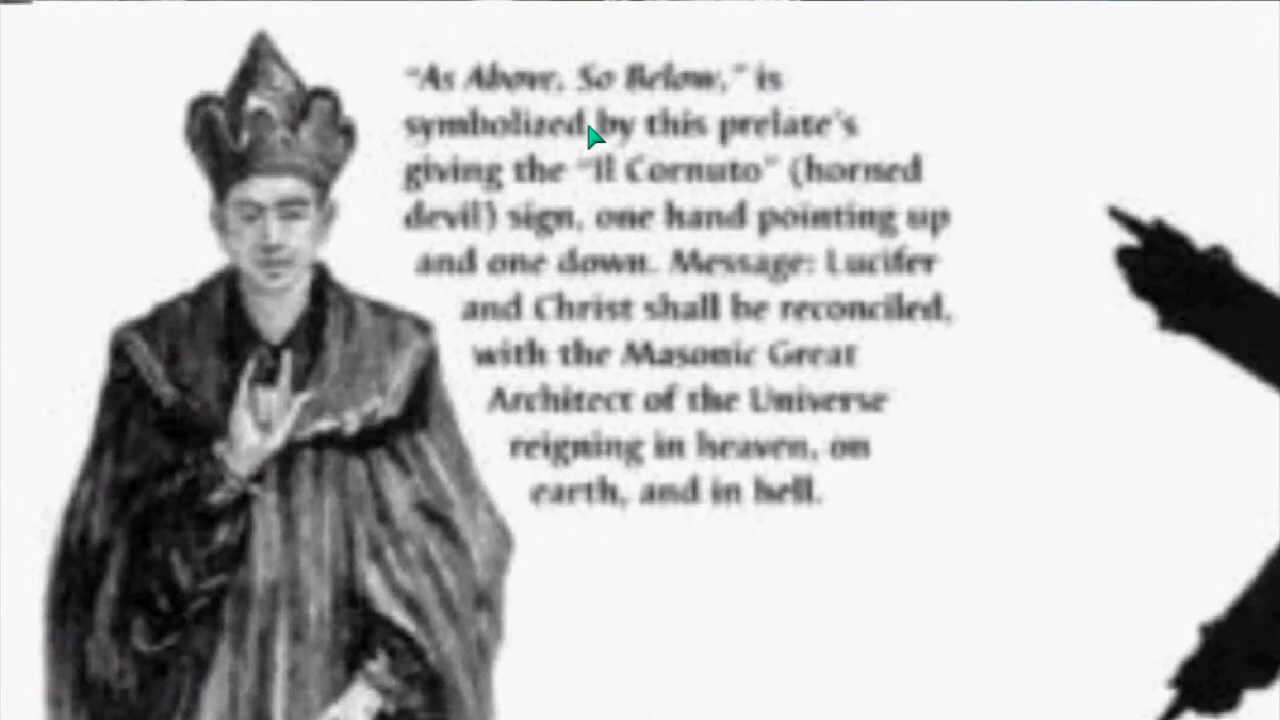 "As Above, So Below," is
symbolized by this prelate's
giving the "Il Cornuto" (horned
devil) sign, one hand pointing up
and one down. Message: Lucifer
and Christ shall be reconciled,
with the Masonic Great
Architect of the Universe
reigning in heaven, on
earth, and in hell.